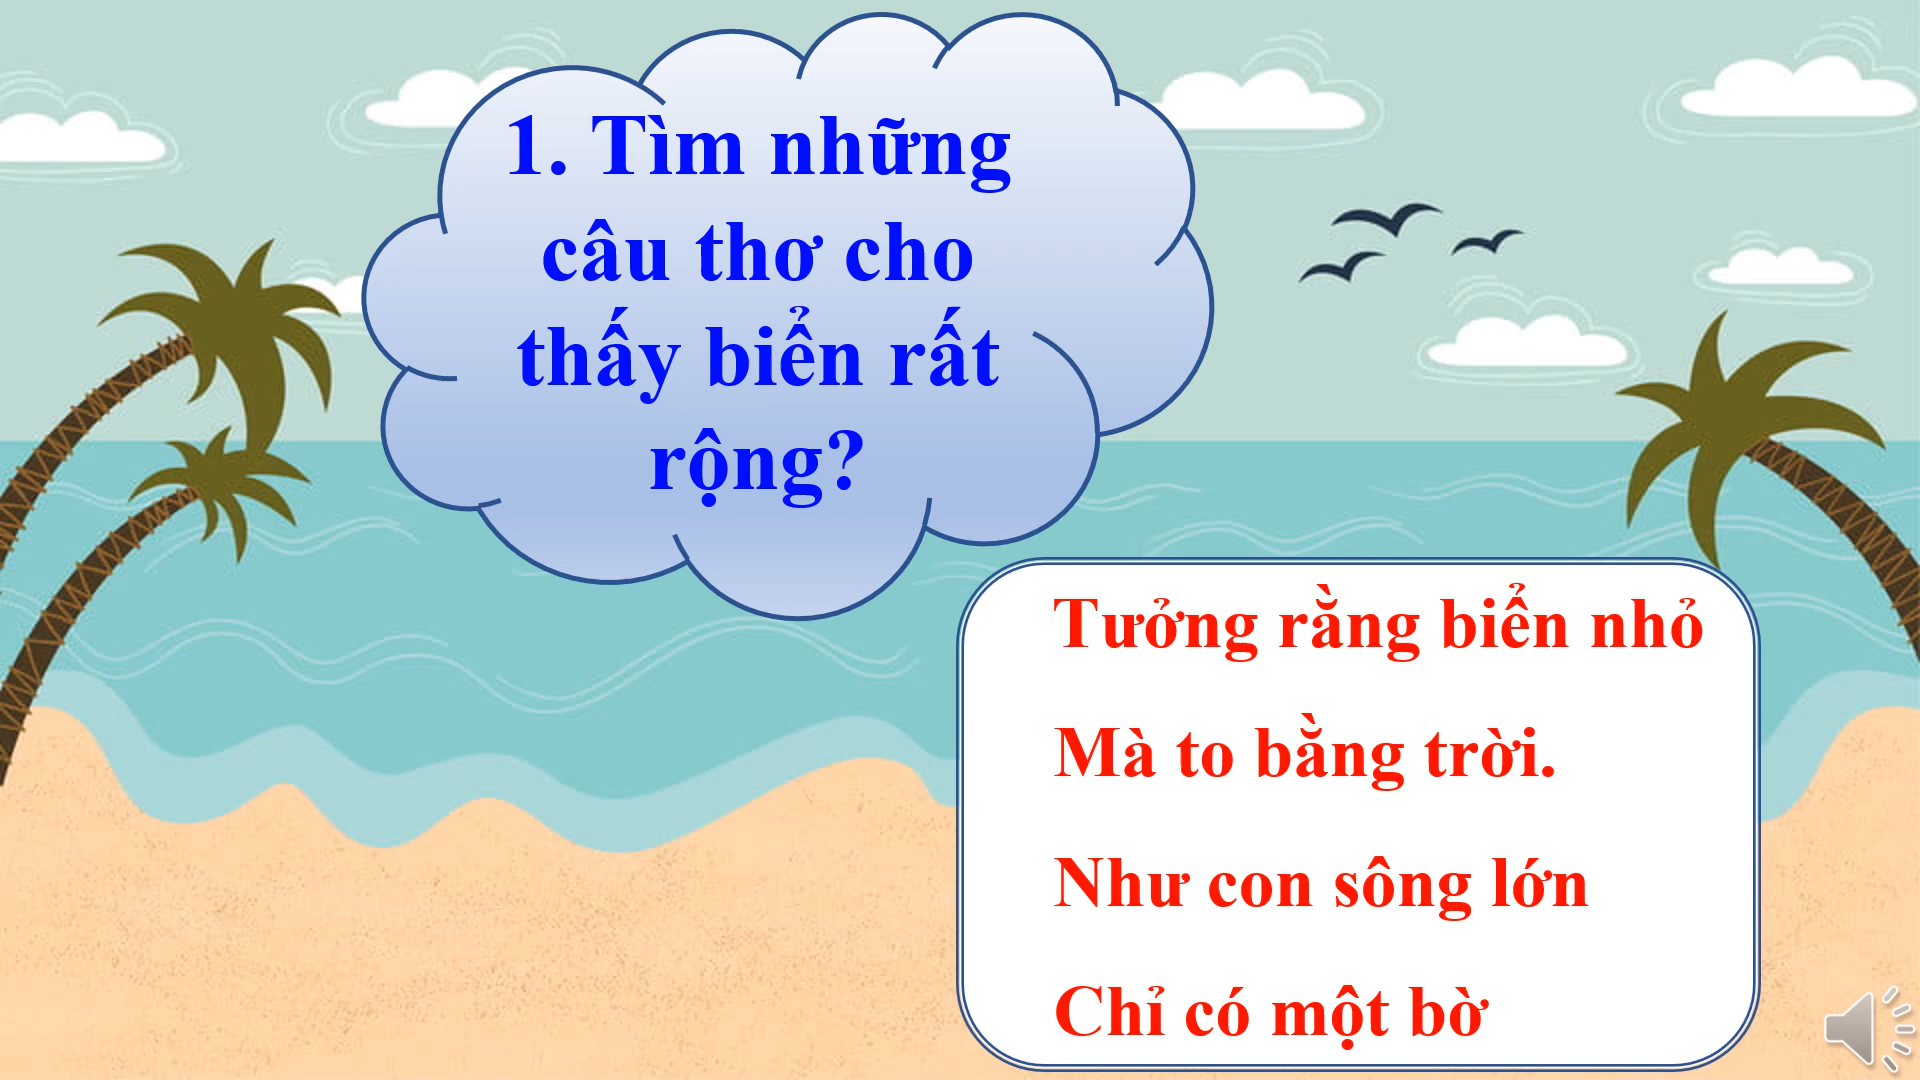 1. Tìm những
câu thơ cho
thấy biển rất
rộng?
Tưởng rằng biển nhỏ
Mà to bằng trời.
Như con sông lớn
Chỉ có một bờ